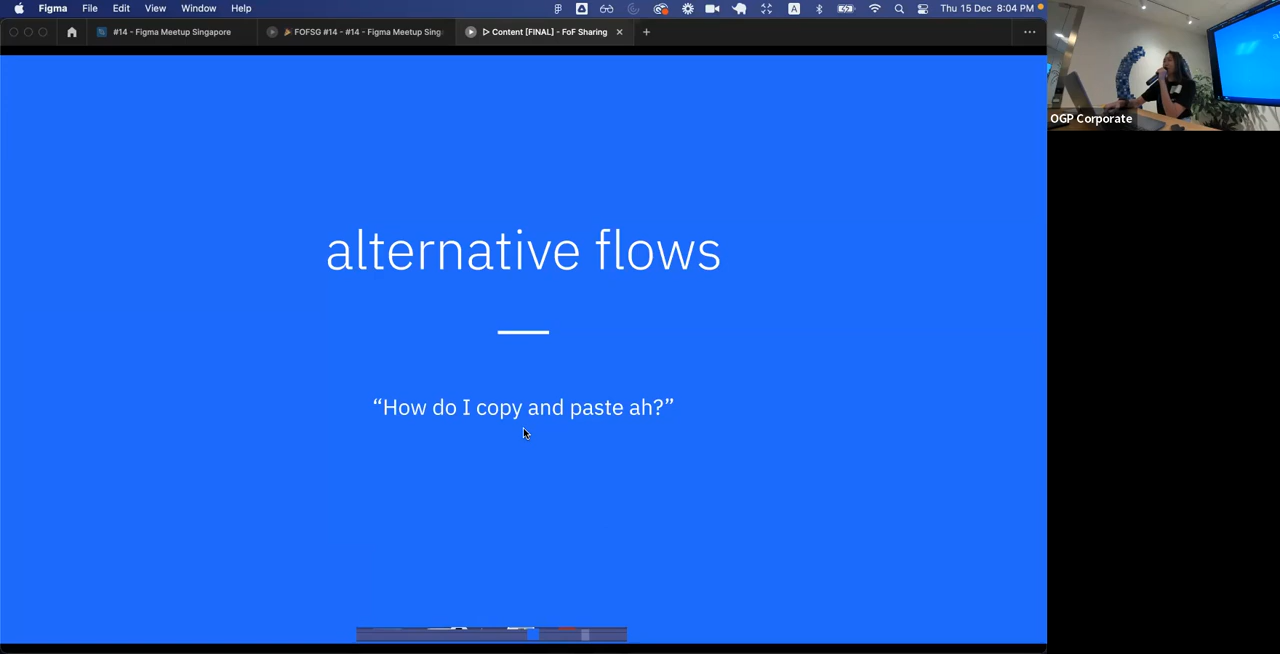 Figma File Edit View Window Help
A
Thu 15 Dec 8:04 PM
#14 - Figma Meetup Singapore
FOFSG #14 - #14 - Figma Meetup Sing
Content [FINAL] - FoF Sharing
alternative flows
“How do I copy and paste ah?”
OGP Corporate